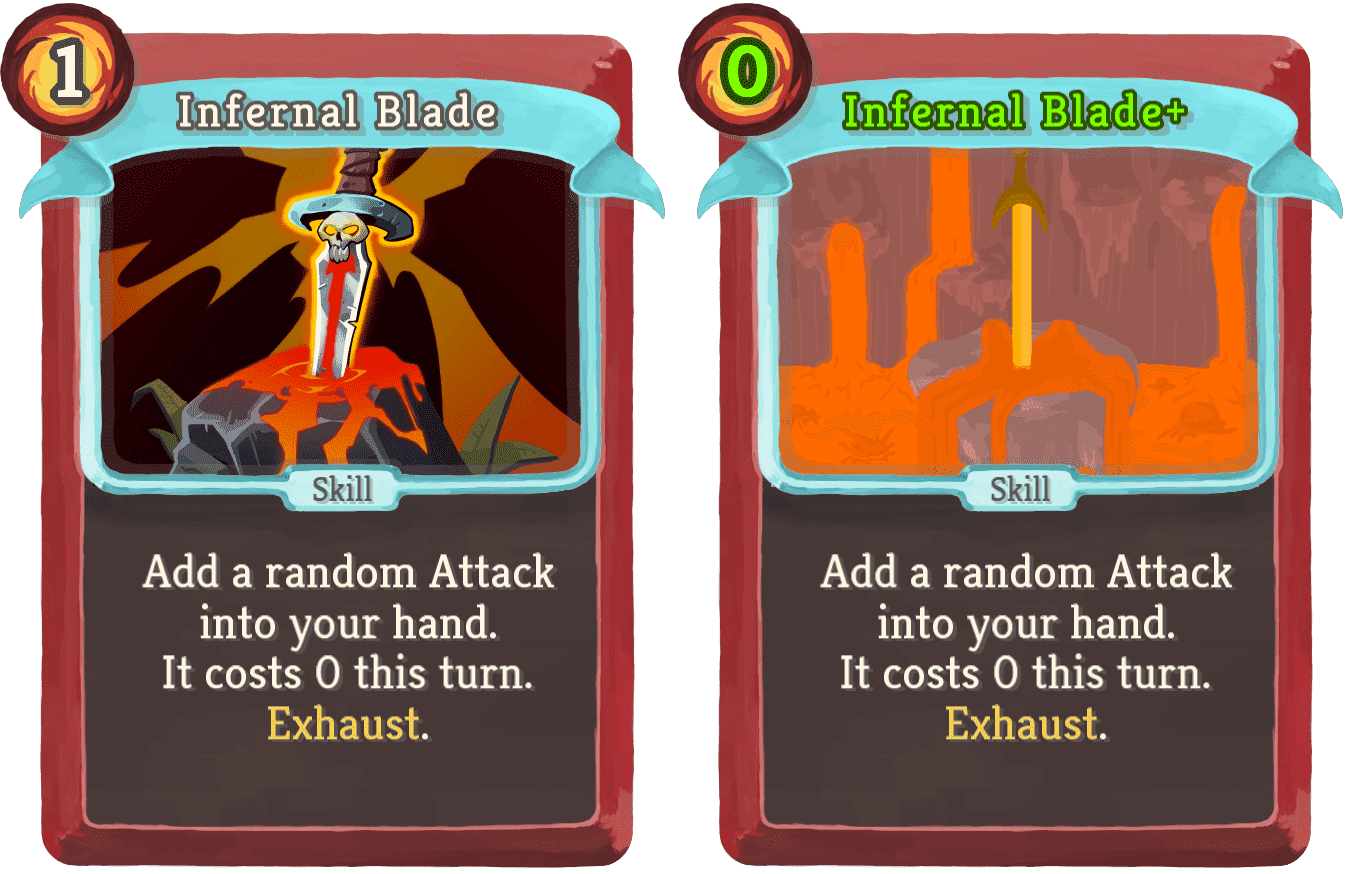 1
Infernal Blade
Skill
Add a random Attack
into your hand.
It costs 0 this turn.
Exhaust.
0
Infernal Blade+
Skill
Add a random Attack
into your hand.
It costs 0 this turn.
Exhaust.